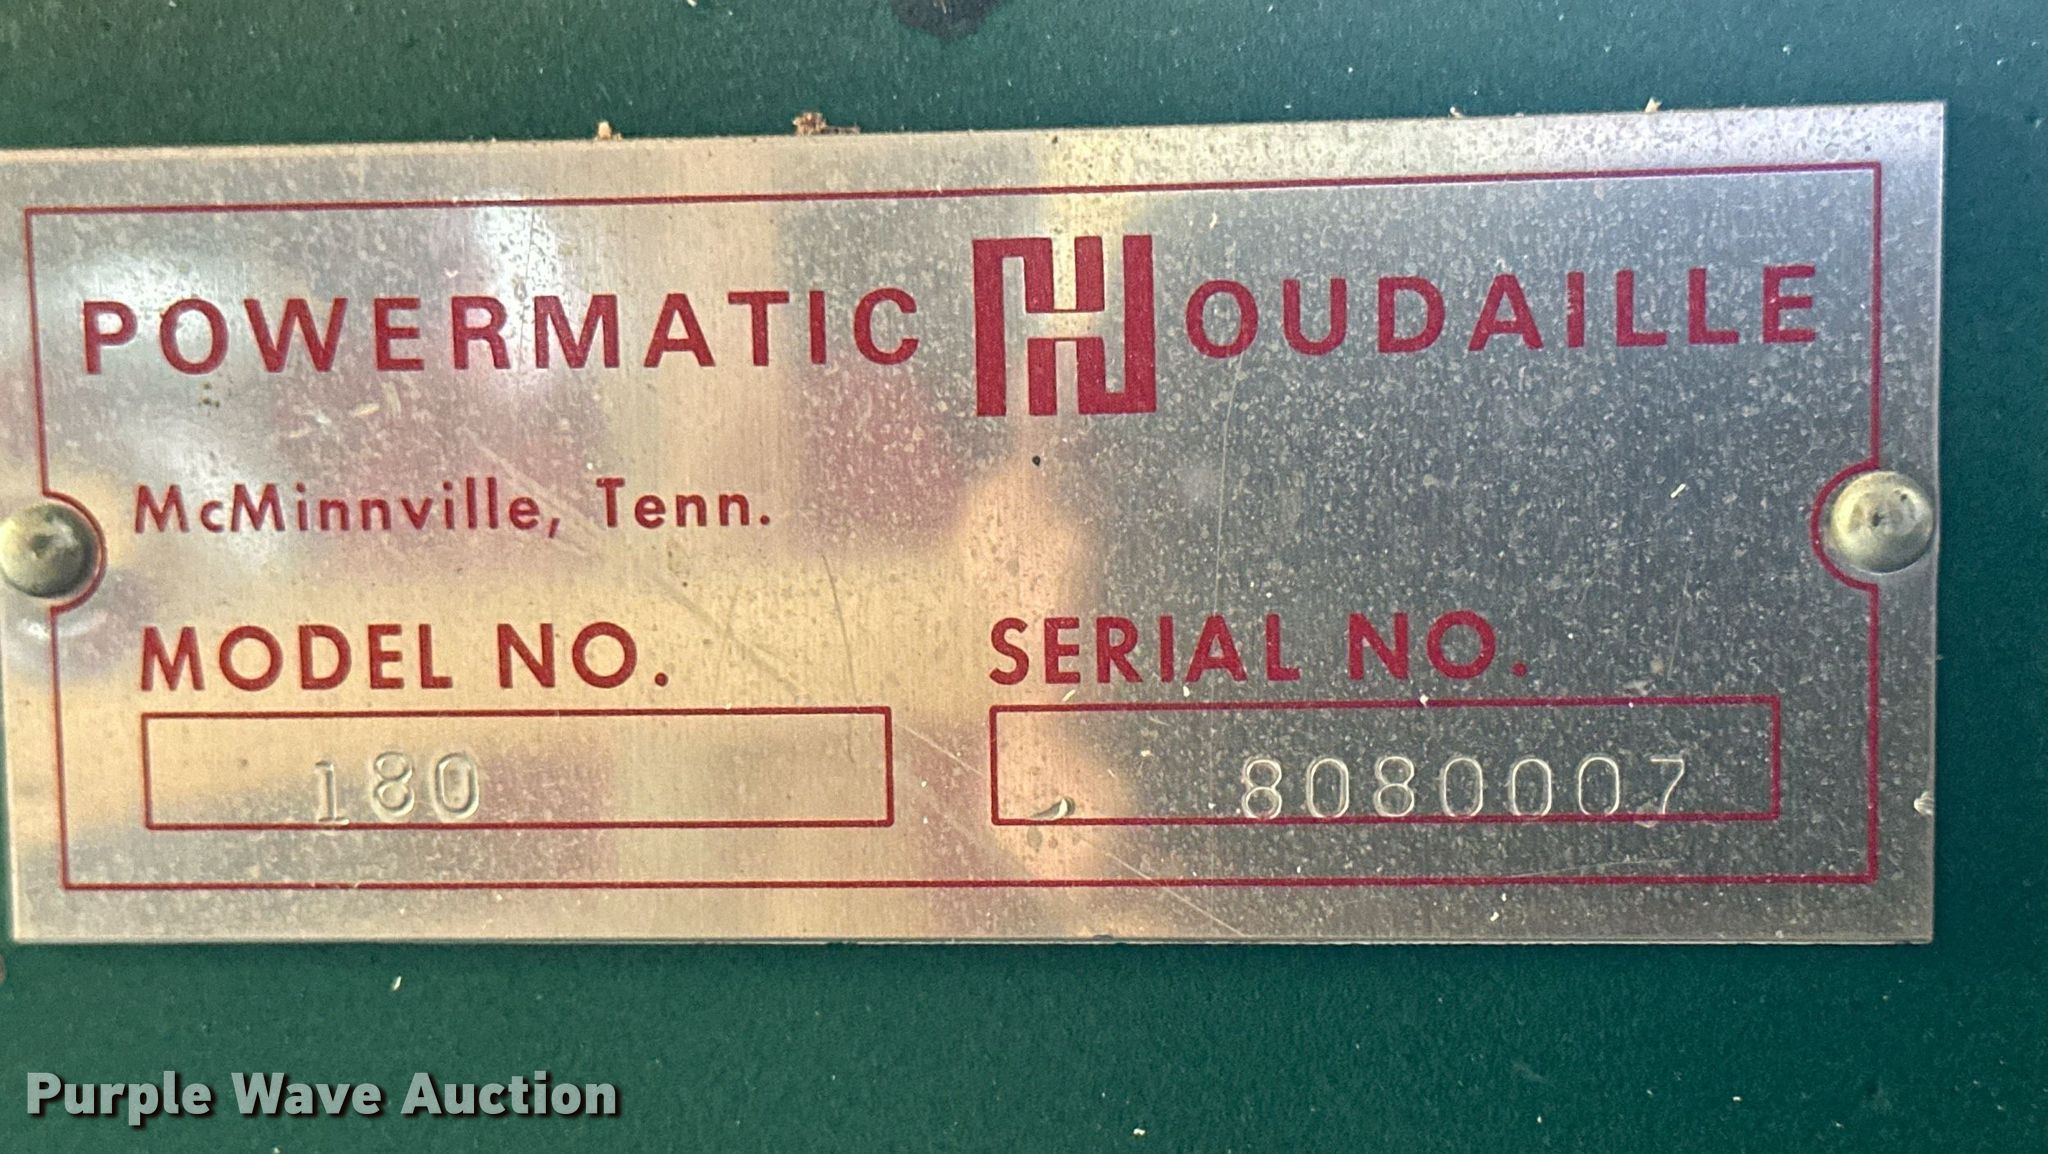 POWERMATIC HOUDAILLE
McMinnville, Tenn.
MODEL NO. SERIAL NO.
180 8080007
Purple Wave Auction